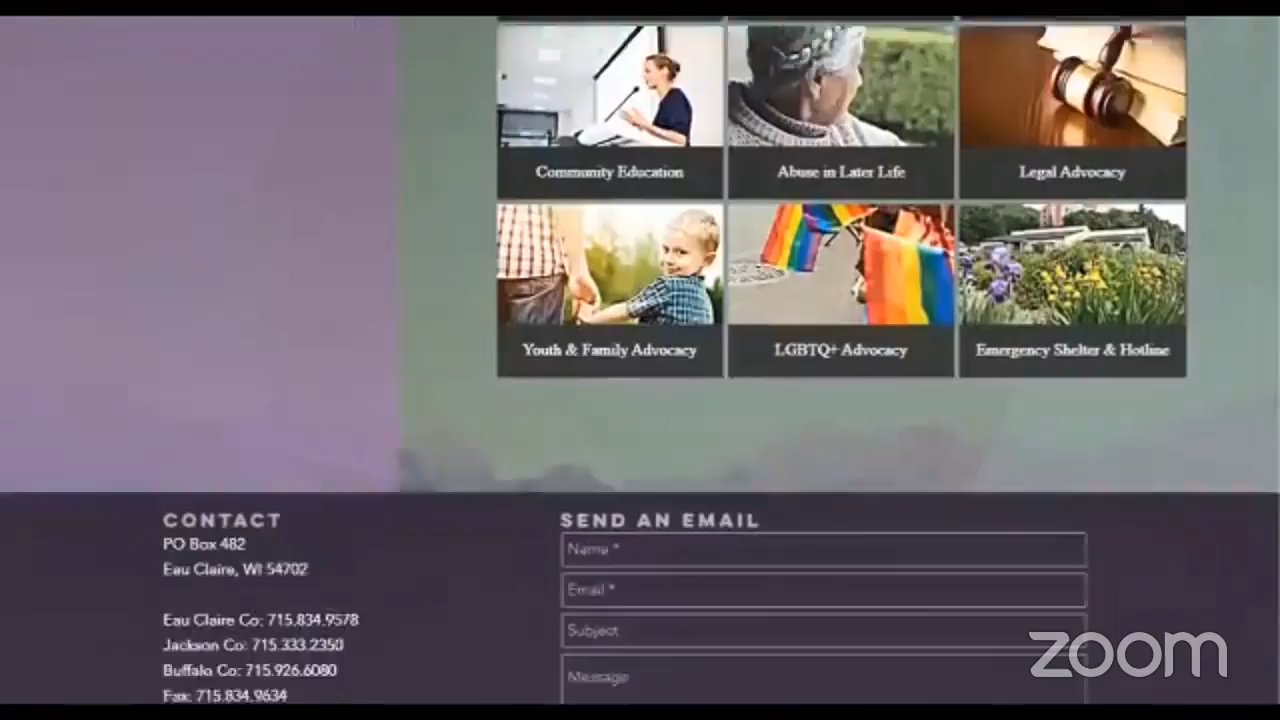 Community Education
Abuse in Later Life
Legal Advocacy
Youth & Family Advocacy
LGBTQ+ Advocacy
Emergency Shelter & Hotline
CONTACT
PO Box 482
Eau Claire, WI 54702
Eau Claire Co: 715.834.9578
Jackson Co: 715.333.2350
Buffalo Co: 715.926.6080
Fax: 715.834.9634
SEND AN EMAIL
Name *
Email *
Subject
Message
zoom